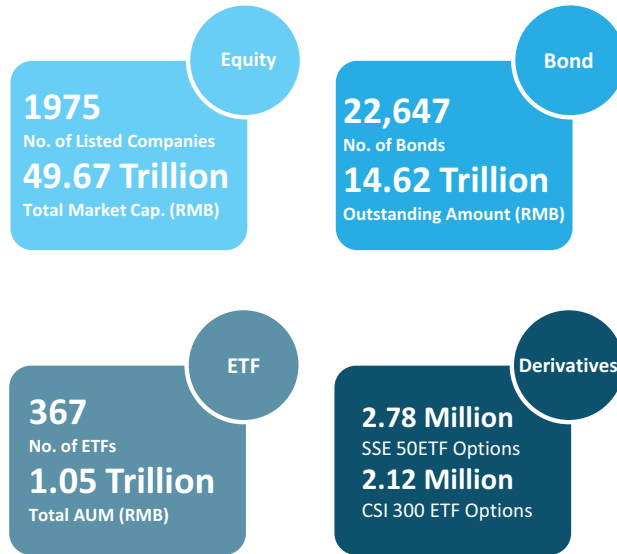 Equity
1975
No. of Listed Companies
49.67 Trillion
Total Market Cap. (RMB)
Bond
22,647
No. of Bonds
14.62 Trillion
Outstanding Amount (RMB)
ETF
367
No. of ETFs
1.05 Trillion
Total AUM (RMB)
Derivatives
2.78 Million
SSE 50ETF Options
2.12 Million
CSI 300 ETF Options